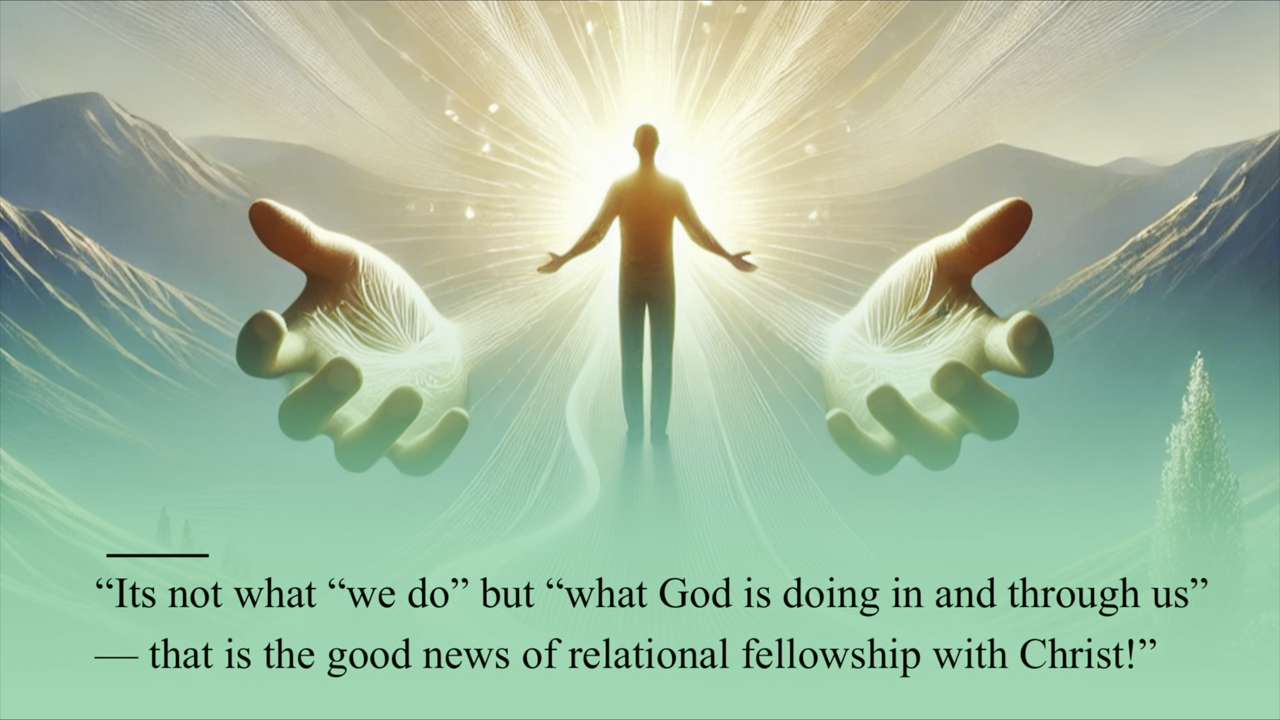 “Its not what “we do” but “what God is doing in and through us”
— that is the good news of relational fellowship with Christ!”